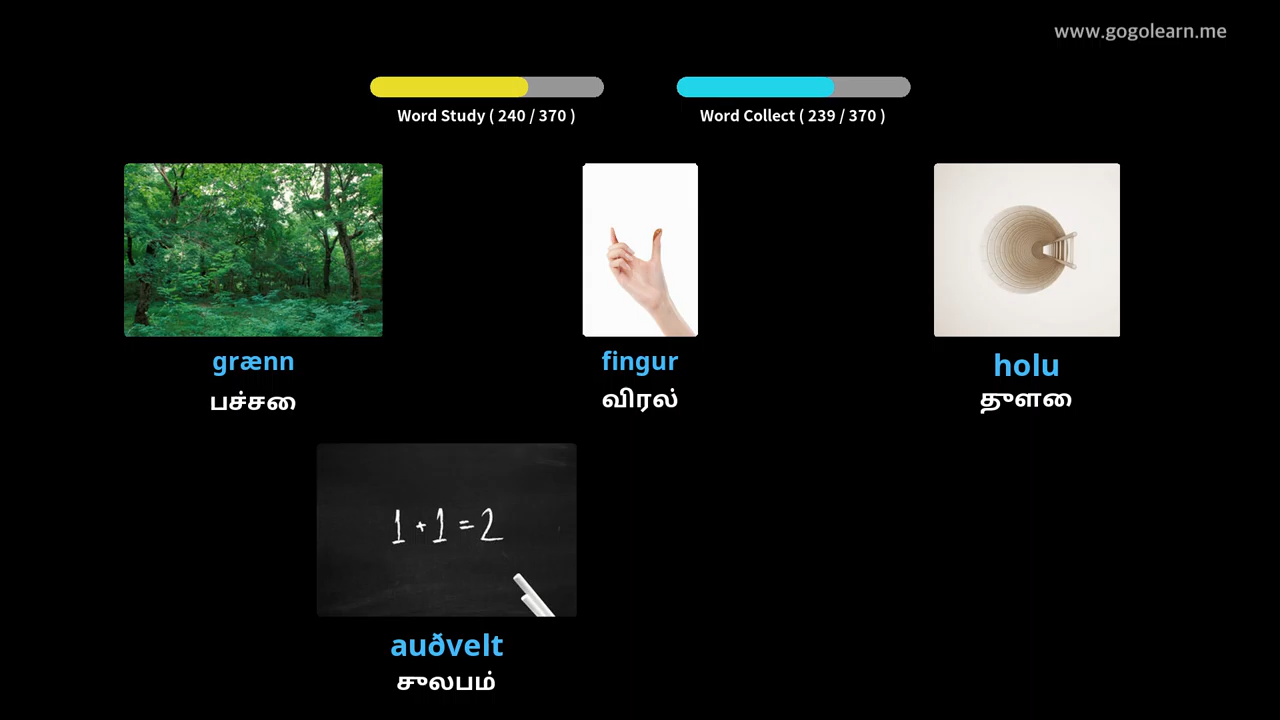 www.gogolearn.me
Word Study ( 240 / 370 )
Word Collect ( 239 / 370 )
grænn
fingur
holu
பச்சை
விரல்
துளை
1 + 1 = 2
auðvelt
சுலபம்